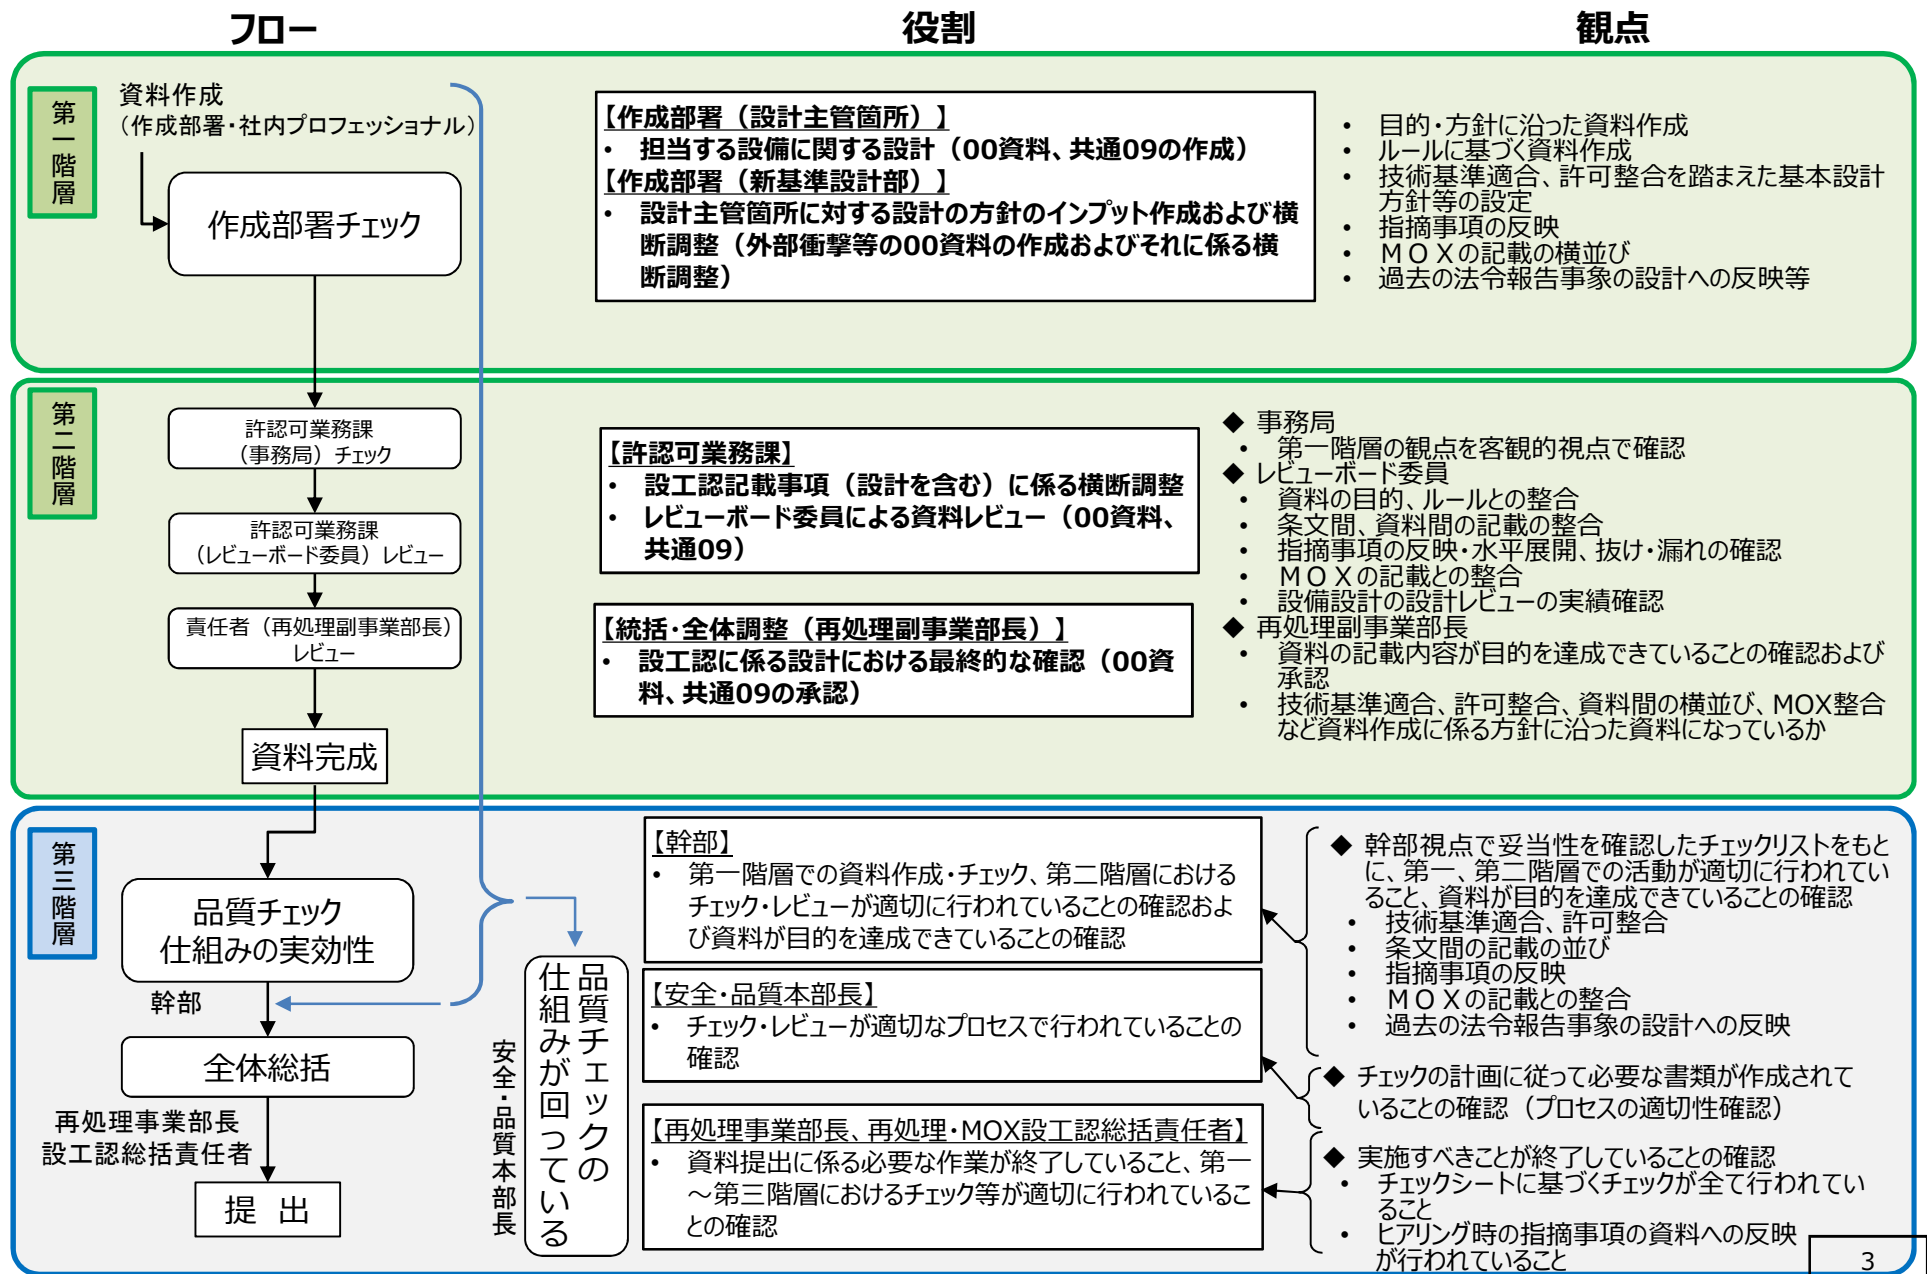 フロー
役割
観点
第一階層
資料作成
（作成部署・社内プロフェッショナル）
作成部署チェック
【作成部署（設計主管箇所）】
・ 担当する設備に関する設計（00資料、共通09の作成）
【作成部署（新基準設計部）】
・ 設計主管箇所に対する設計の方針のインプット作成および横
断調整（外部衝撃等の00資料の作成およびそれに係る横
断調整）
・ 目的・方針に沿った資料作成
・ ルールに基づく資料作成
・ 技術基準適合、許可整合を踏まえた基本設計
方針等の設定
・ 指摘事項の反映
・ ＭＯＸの記載の横並び
・ 過去の法令報告事象の設計への反映等
第二階層
許認可業務課
（事務局）チェック
許認可業務課
（レビューボード委員）レビュー
責任者（再処理副事業部長）
レビュー
資料完成
【許認可業務課】
・ 設工認記載事項（設計を含む）に係る横断調整
・ レビューボード委員による資料レビュー（00資料、
共通09）
【統括・全体調整（再処理副事業部長）】
・ 設工認に係る設計における最終的な確認（00資
料、共通09の承認）
◆ 事務局
・ 第一階層の観点を客観的視点で確認
◆ レビューボード委員
・ 資料の目的、ルールとの整合
・ 条文間、資料間の記載の整合
・ 指摘事項の反映・水平展開、抜け・漏れの確認
・ ＭＯＸの記載との整合
・ 設備設計の設計レビューの実績確認
◆ 再処理副事業部長
・ 資料の記載内容が目的を達成できていることの確認および
承認
・ 技術基準適合、許可整合、資料間の横並び、MOX整合
など資料作成に係る方針に沿った資料になっているか
第三階層
品質チェック
仕組みの実効性
幹部
全体総括
再処理事業部長
設工認総括責任者
提 出
品質チェックの
仕組みが回っている
安全・品質本部長
【幹部】
・ 第一階層での資料作成・チェック、第二階層における
チェック・レビューが適切に行われていることの確認およ
び資料が目的を達成できていることの確認
【安全・品質本部長】
・ チェック・レビューが適切なプロセスで行われていることの
確認
【再処理事業部長、再処理・MOX設工認総括責任者】
・ 資料提出に係る必要な作業が終了していること、第一
～第三階層におけるチェック等が適切に行われているこ
との確認
◆ 幹部視点で妥当性を確認したチェックリストをもと
に、第一、第二階層での活動が適切に行われてい
ること、資料が目的を達成できていることの確認
・ 技術基準適合、許可整合
・ 条文間の記載の並び
・ 指摘事項の反映
・ ＭＯＸの記載との整合
・ 過去の法令報告事象の設計への反映
◆ チェックの計画に従って必要な書類が作成されて
いることの確認（プロセスの適切性確認）
◆ 実施すべきことが終了していることの確認
・ チェックシートに基づくチェックが全て行われてい
ること
・ ヒアリング時の指摘事項の資料への反映
が行われていること
3